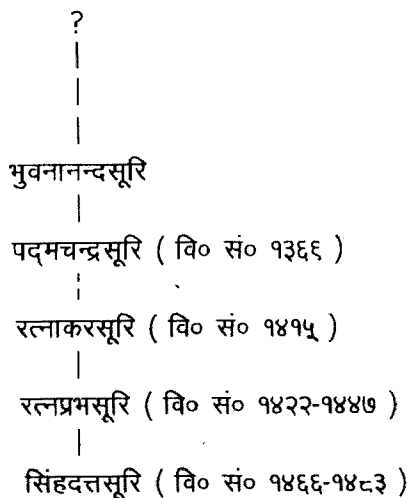 ?
भुवनानन्दसूरि
पद्मचन्द्रसूरि ( वि० सं० १३६६ )
रत्नाकरसूरि ( वि० सं० १४१५ )
रत्नप्रभसूरि ( वि० सं० १४२२-१४४७ )
सिंहदत्तसूरि ( वि० सं० १४६६-१४८३ )